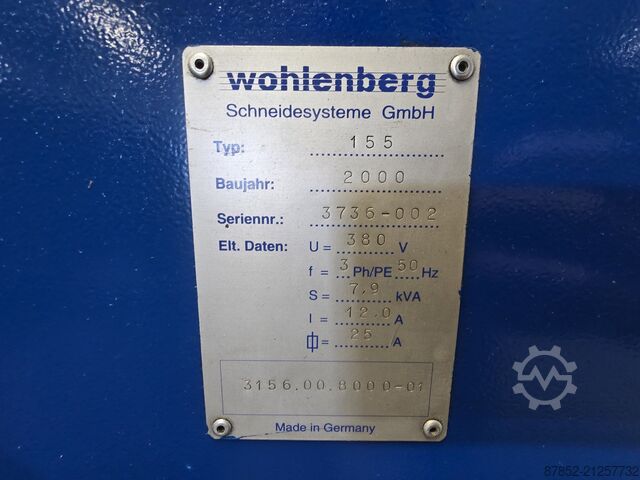 wohlenberg
Schneidesysteme GmbH
Typ: 155
Baujahr: 2000
Seriennr.: 3736-002
Elt. Daten: U= 380 V
f = 3 Ph/PE 50 Hz
S = 7,9 kVA
I = 12.0 A
= 25 A
3156.00.8000-01
Made in Germany
87852-21257732